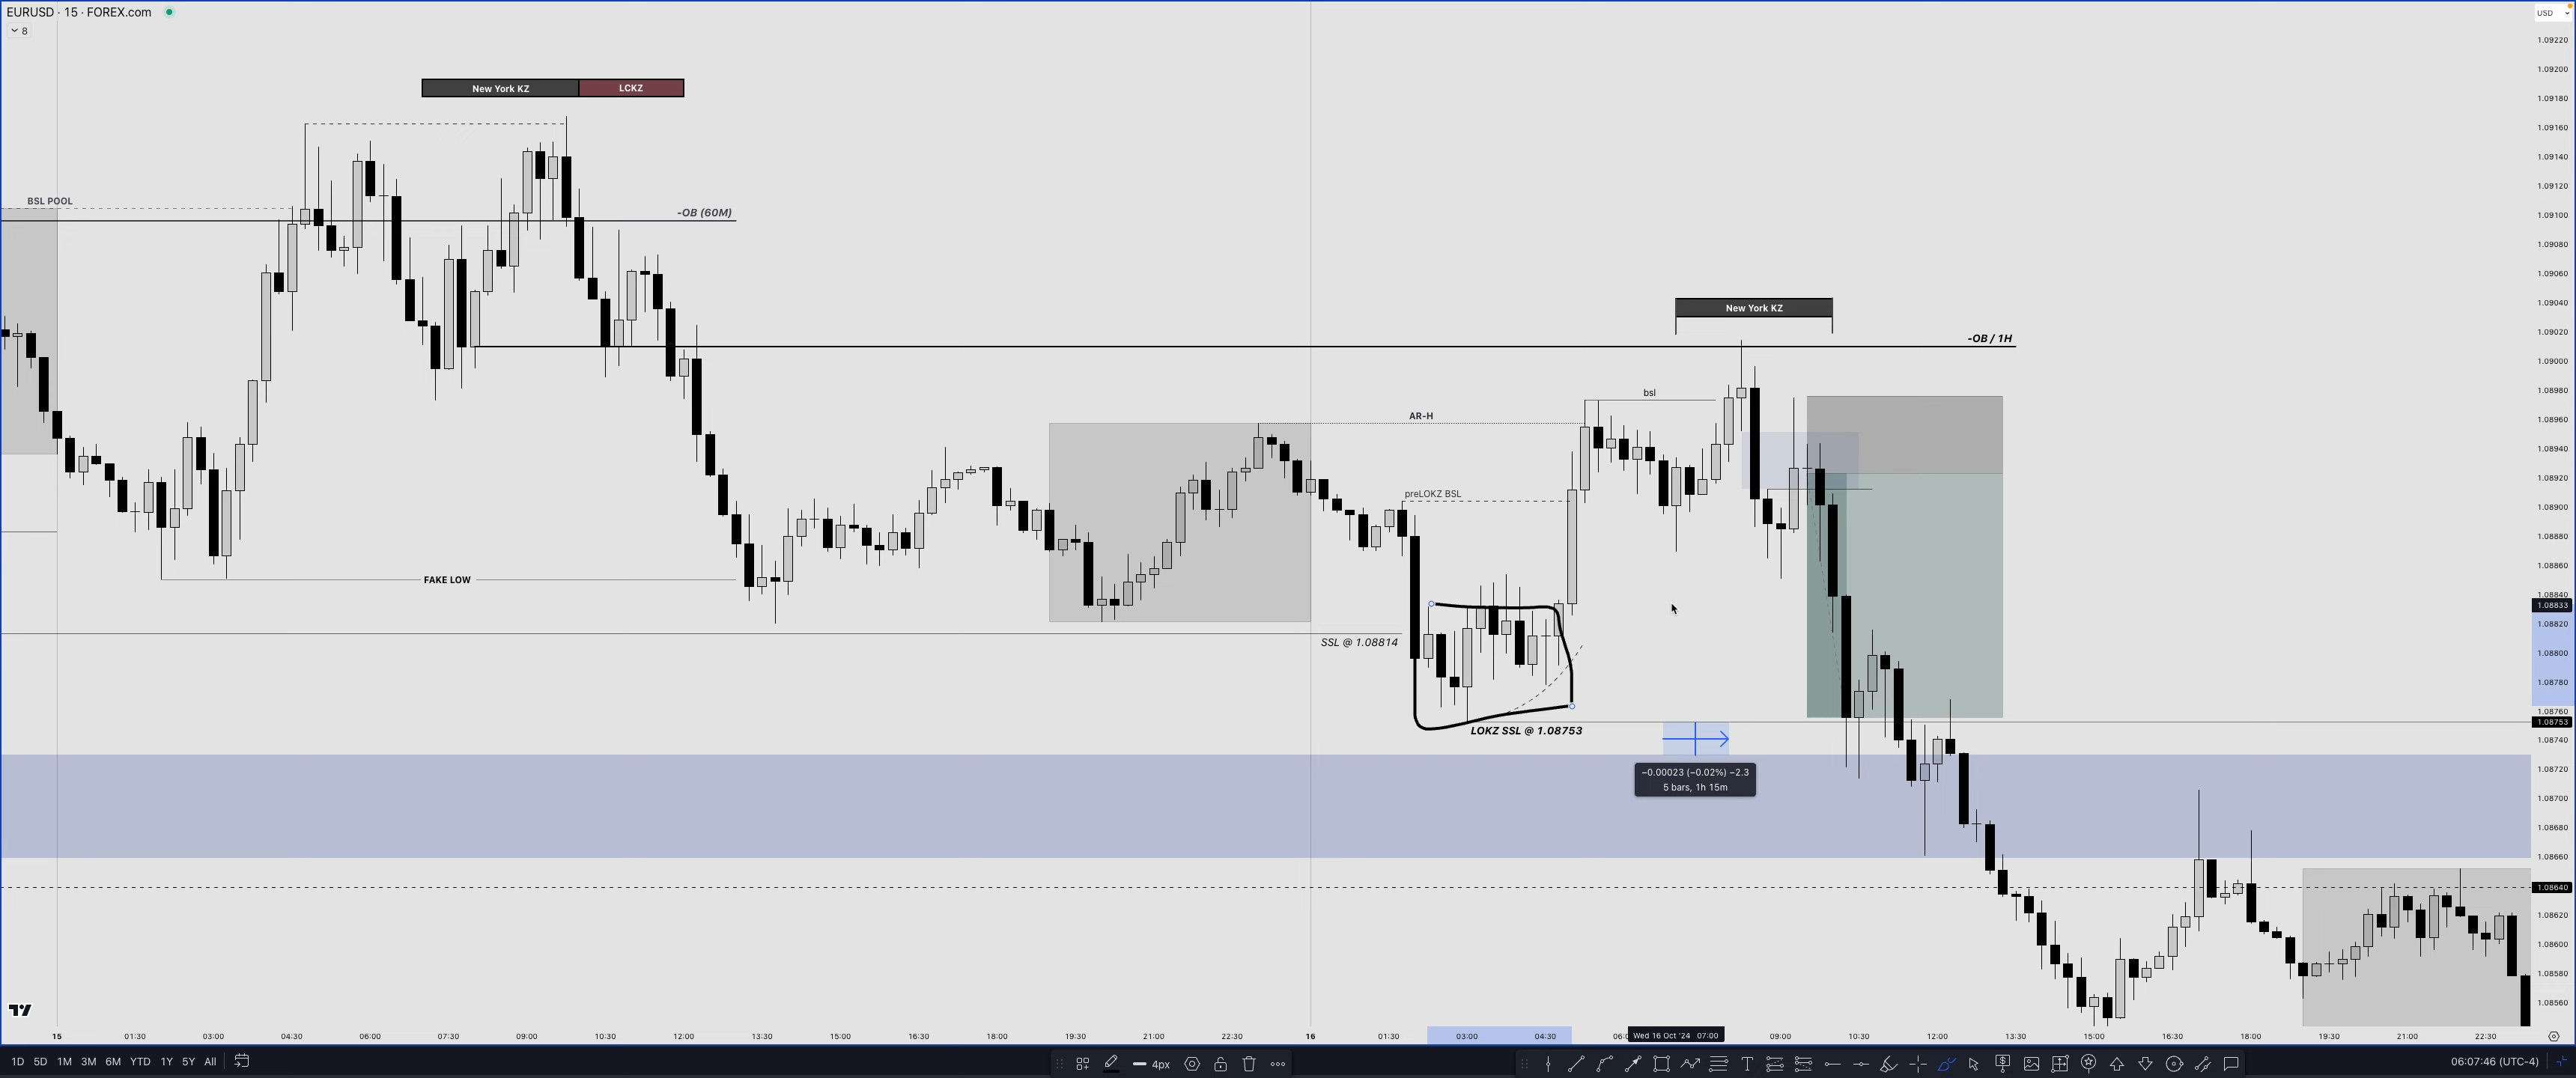 EURUSD · 15 · FOREX.com
USD
8
1.09220
1.09200
1.09180
1.09160
1.09140
1.09120
1.09100
1.09080
1.09060
1.09040
1.09020
1.09000
1.08980
1.08960
1.08940
1.08920
1.08900
1.08880
1.08860
1.08840
1.08833
1.08820
1.08800
1.08780
1.08760
1.08753
1.08740
1.08720
1.08700
1.08680
1.08660
1.08640
1.08620
1.08600
1.08580
1.08560
New York KZ
LCKZ
BSL POOL
-OB (60M)
New York KZ
-OB / 1H
bsl
AR-H
preLOKZ BSL
FAKE LOW
SSL @ 1.08814
LOKZ SSL @ 1.08753
−0.00023 (−0.02%) −2.3
5 bars, 1h 15m
15 01:30 03:00 04:30 06:00 07:30 09:00 10:30 12:00 13:30 15:00 16:30 18:00 19:30 21:00 22:30 16 01:30 03:00 04:30 06:0 Wed 16 Oct '24 07:00 09:00 10:30 12:00 13:30 15:00 16:30 18:00 19:30 21:00 22:30
1D 5D 1M 3M 6M YTD 1Y 5Y All 4px 06:07:46 (UTC-4)